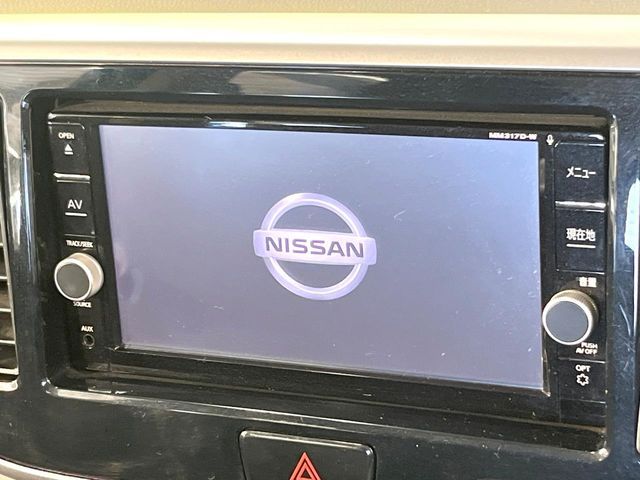 OPEN
MM317D-W
メニュー
AV
現在地
NISSAN
TRACK/SEEK
SOURCE
音量
PUSH
AV OFF
AUX
OPT